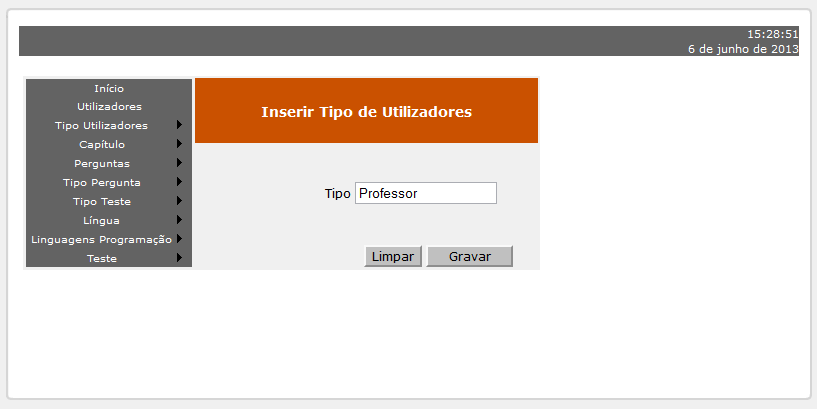 15:28:51
6 de junho de 2013
Início
Utilizadores
Tipo Utilizadores
Capítulo
Perguntas
Tipo Pergunta
Tipo Teste
Língua
Linguagens Programação
Teste
Inserir Tipo de Utilizadores
Tipo Professor
Limpar Gravar